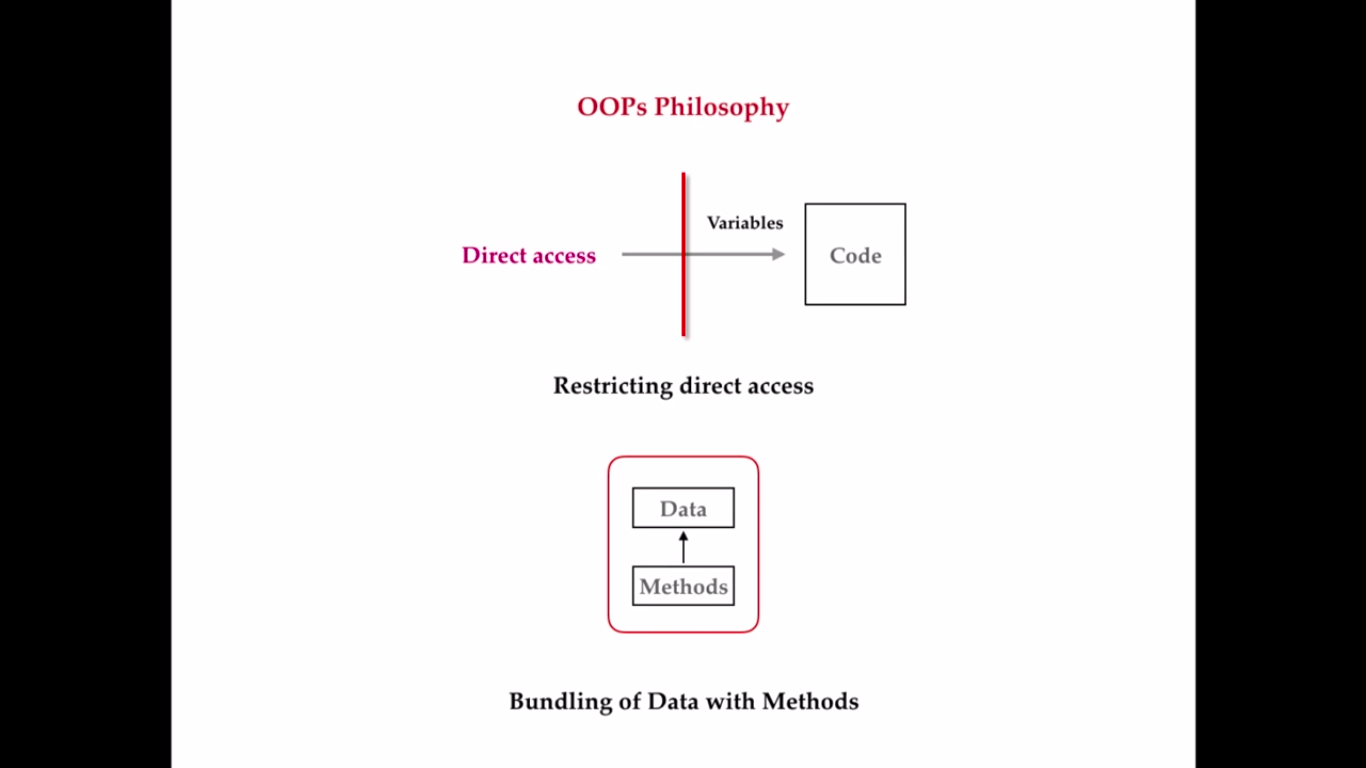 OOPs Philosophy
Variables
Direct access
Code
Restricting direct access
Data
Methods
Bundling of Data with Methods